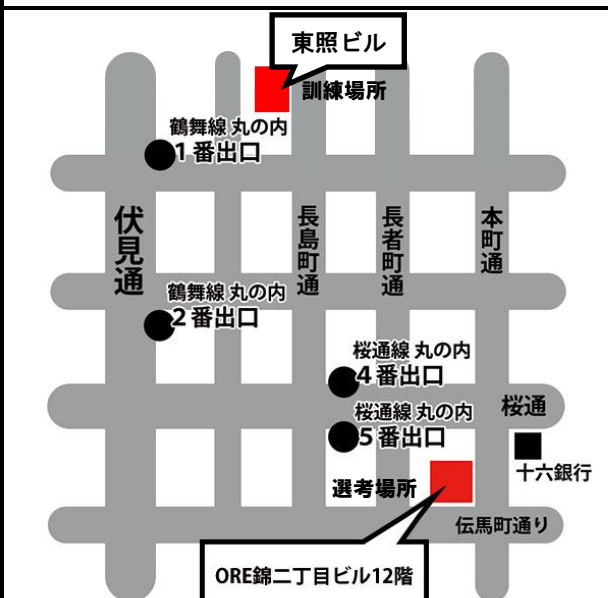 東照ビル
訓練場所
鶴舞線 丸の内
1番出口
伏見通
長島町通
長者町通
本町通
鶴舞線 丸の内
2番出口
桜通線 丸の内
4番出口
桜通
桜通線 丸の内
5番出口
十六銀行
選考場所
伝馬町通り
ORE錦二丁目ビル12階